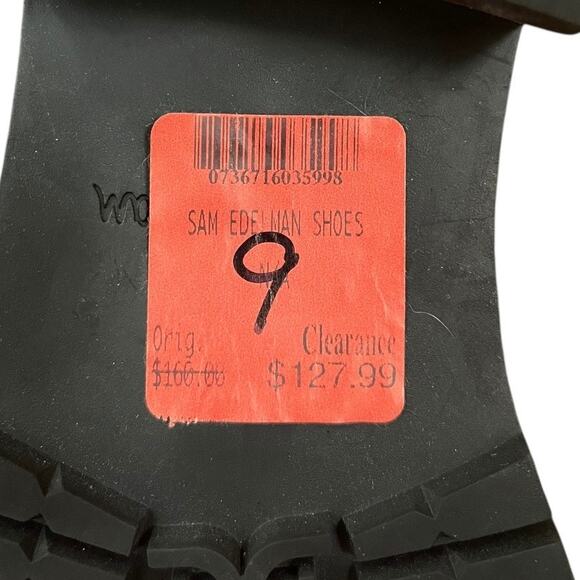 0736716035998
SAM EDELMAN SHOES
N/A
9
Orig. Clearance
$160.00 $127.99